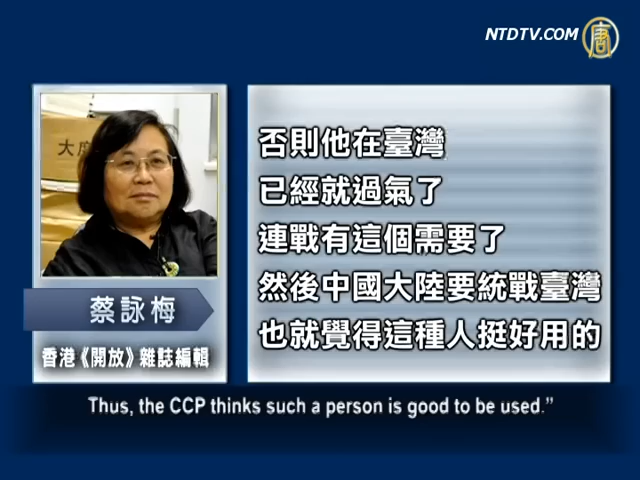 NTDTV.COM
唐
大
蔡詠梅
香港《開放》雜誌編輯
否則他在臺灣
已經就過氣了
連戰有這個需要了
然後中國大陸要統戰臺灣
也就覺得這種人挺好用的
Thus, the CCP thinks such a person is good to be used."